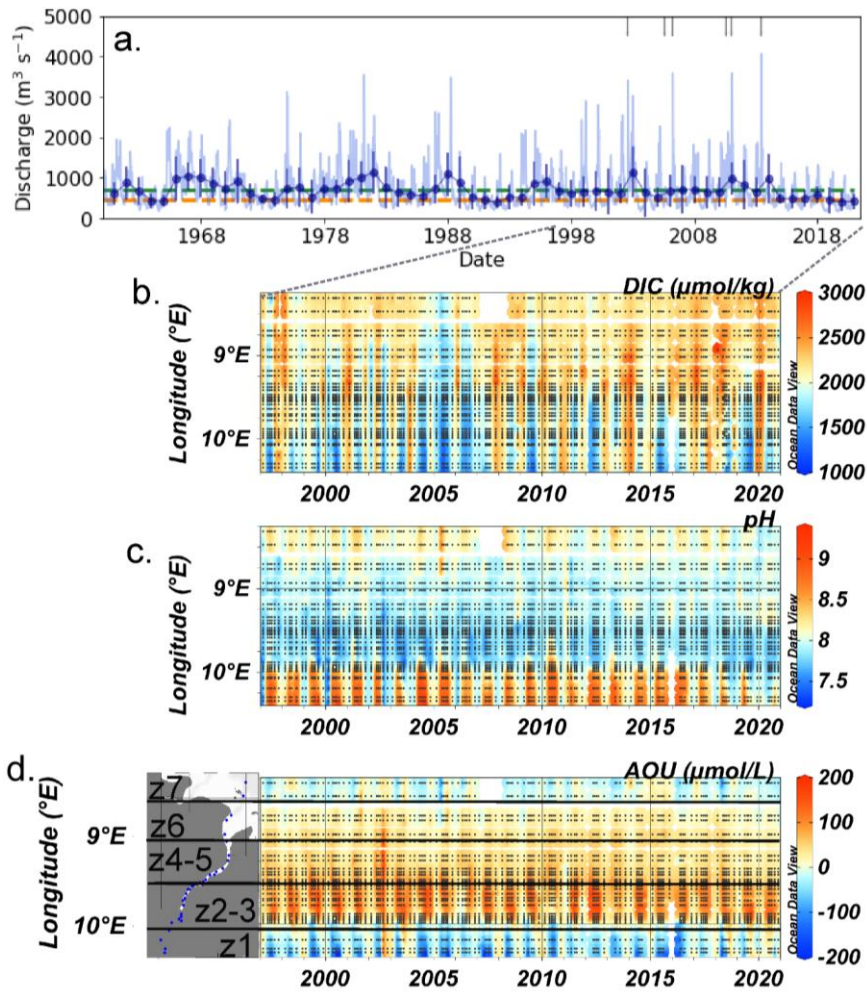 a.
Discharge (m³ s⁻¹)
5000
4000
3000
2000
1000
0
1968
1978
1988
1998
2008
2018
Date
b.
DIC (µmol/kg)
Longitude (°E)
9°E
10°E
2000
2005
2010
2015
2020
3000
2500
2000
1500
1000
Ocean Data View
c.
pH
Longitude (°E)
9°E
10°E
2000
2005
2010
2015
2020
9
8.5
8
7.5
Ocean Data View
d.
AOU (µmol/L)
Longitude (°E)
9°E
10°E
z7
z6
z4-5
z2-3
z1
2000
2005
2010
2015
2020
200
100
0
-100
-200
Ocean Data View